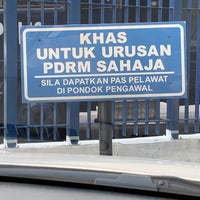 KHAS
UNTUK URUSAN
PDRM SAHAJA
SILA DAPATKAN PAS PELAWAT
DI PONDOK PENGAWAL